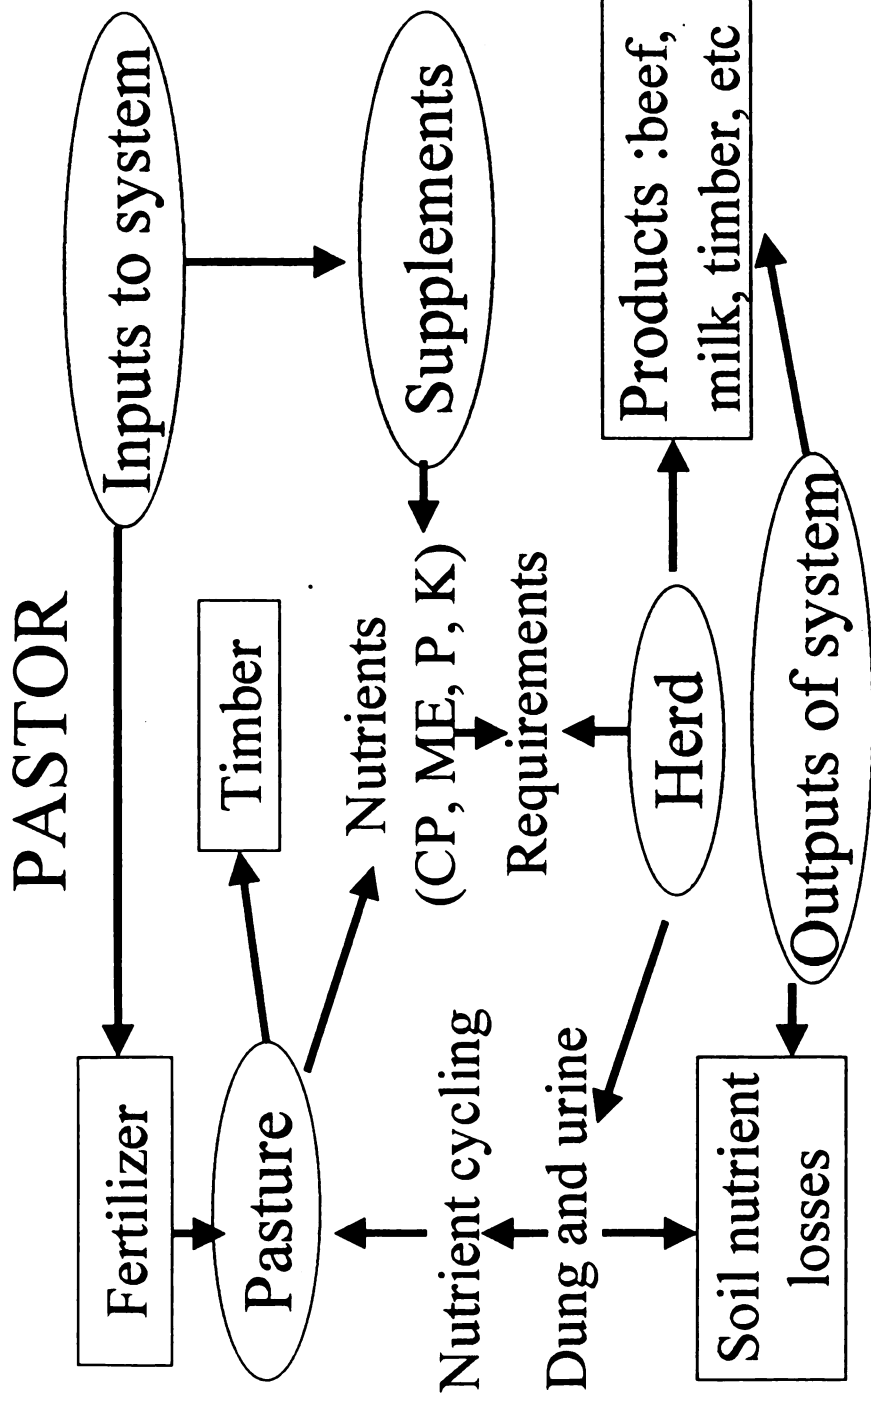 PASTOR
Inputs to system
Fertilizer
Timber
Pasture
Nutrients
(CP, ME, P, K)
Supplements
Requirements
Nutrient cycling
Dung and urine
Herd
Products :beef,
milk, timber, etc
Soil nutrient
losses
Outputs of system